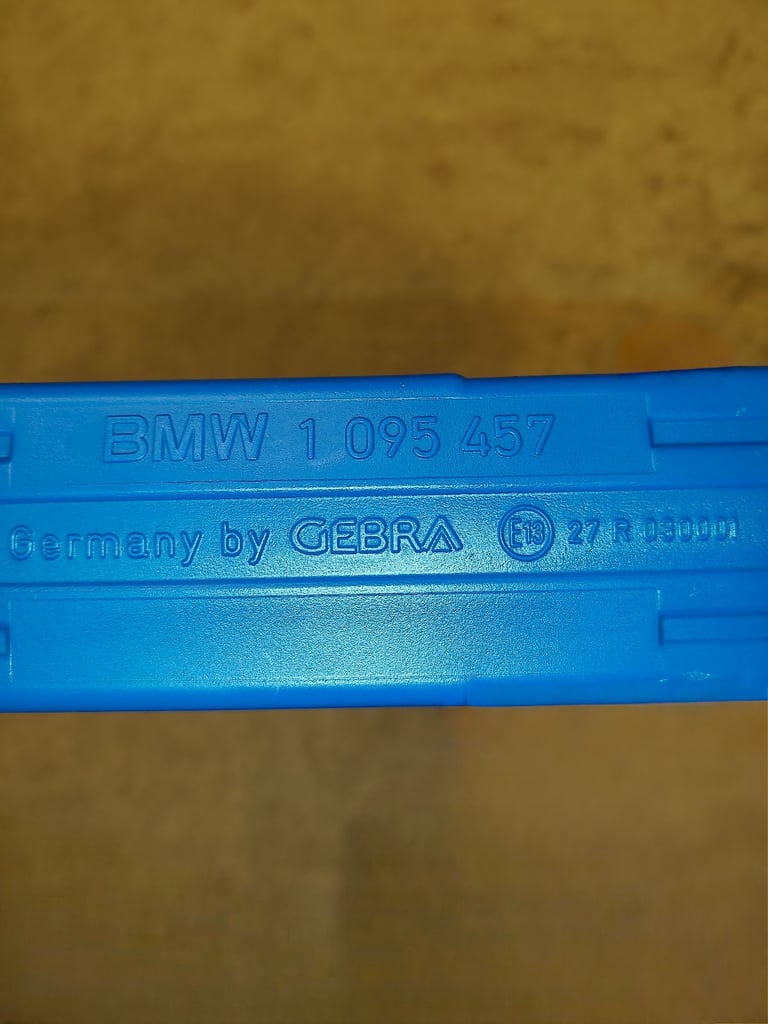 BMW 1 095 457
Germany by GEBRA E13 27 R 030001